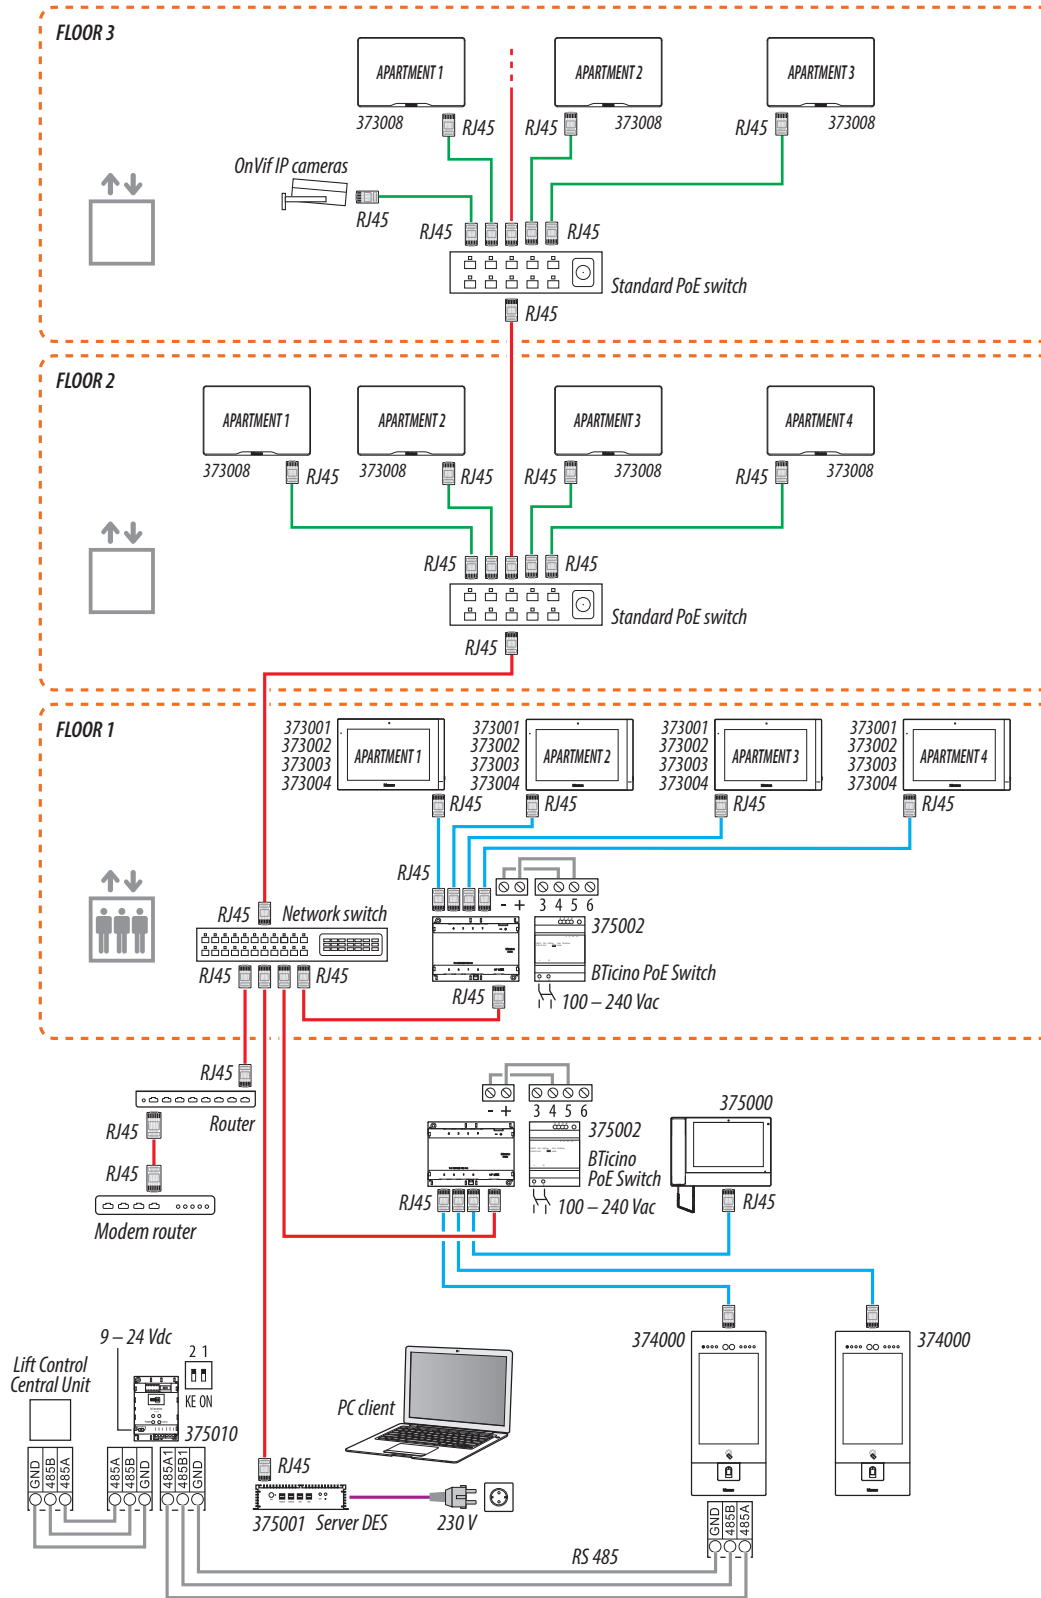 FLOOR 3
APARTMENT 1
APARTMENT 2
APARTMENT 3
373008
RJ45
RJ45
373008
RJ45
373008
OnVif IP cameras
RJ45
RJ45
RJ45
Standard PoE switch
RJ45
FLOOR 2
APARTMENT 1
APARTMENT 2
APARTMENT 3
APARTMENT 4
373008
RJ45
373008
RJ45
RJ45
373008
RJ45
373008
RJ45
RJ45
Standard PoE switch
RJ45
FLOOR 1
373001
373002
373003
373004
APARTMENT 1
373001
373002
373003
373004
APARTMENT 2
373001
373002
373003
373004
APARTMENT 3
373001
373002
373003
373004
APARTMENT 4
RJ45
RJ45
RJ45
RJ45
RJ45
- +
3 4 5 6
375002
BTicino PoE Switch
100 – 240 Vac
RJ45
RJ45
Network switch
RJ45
RJ45
RJ45
Router
RJ45
RJ45
Modem router
- +
3 4 5 6
375002
BTicino
PoE Switch
100 – 240 Vac
RJ45
375000
RJ45
374000
374000
9 – 24 Vdc
2 1
KE ON
Lift Control
Central Unit
375010
GND
485B
485A
485A
485B
GND
485A1
485B1
GND
PC client
RJ45
375001
Server DES
230 V
GND
485B
485A
RS 485